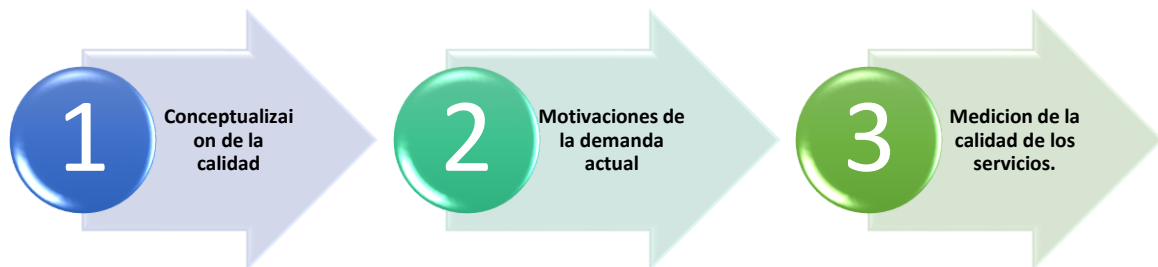 1
Conceptualizai
on de la
calidad
2
Motivaciones de
la demanda
actual
3
Medicion de la
calidad de los
servicios.